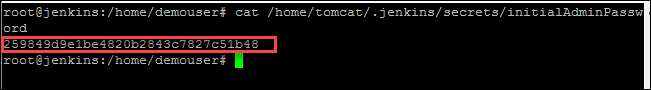 root@jenkins:/home/demouser# cat /home/tomcat/.jenkins/secrets/initialAdminPassw
ord
259849d9e1be4820b2843c7827c51b48
root@jenkins:/home/demouser#